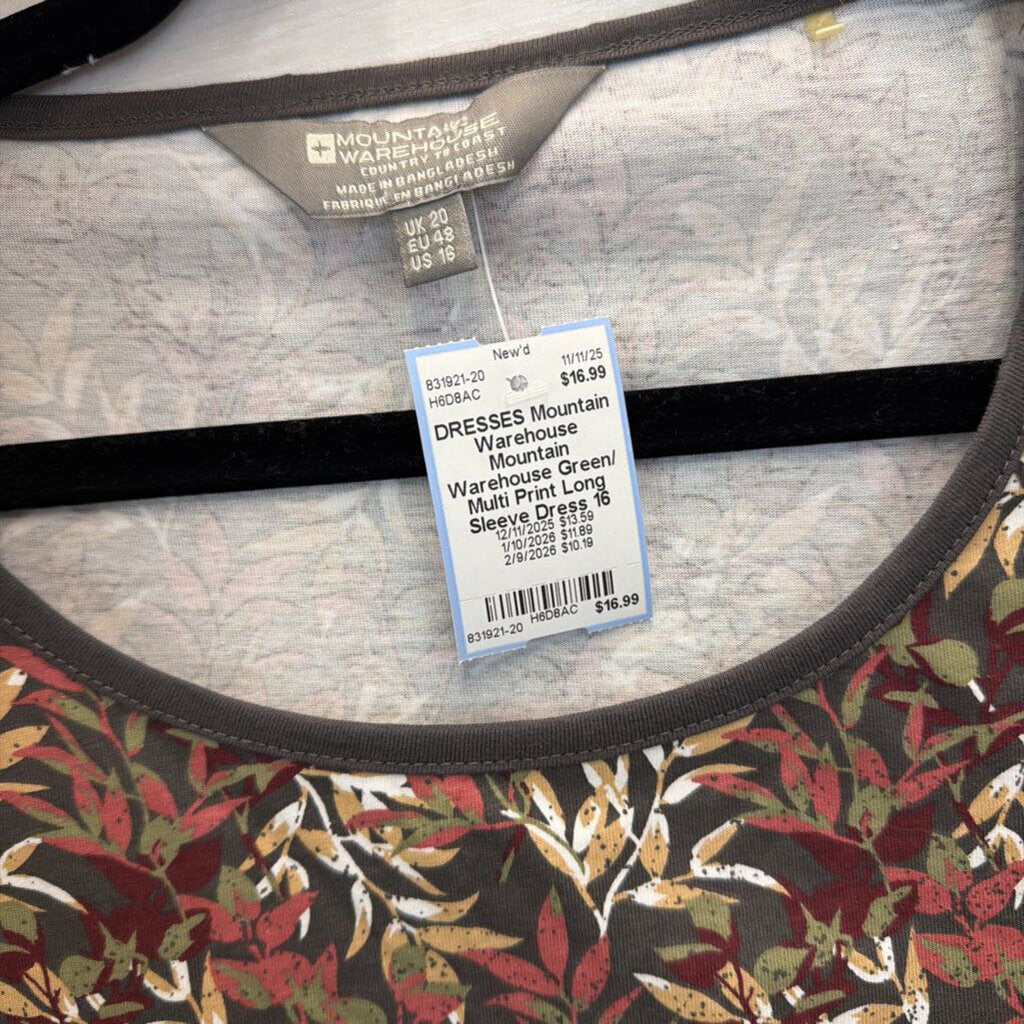 MOUNTAIN
WAREHOUSE
COUNTRY TO COAST
MADE IN BANGLADESH
FABRIQUE EN BANGLADESH
UK 20
EU 48
US 16
New'd
831921-20 11/11/25
H6D8AC $16.99
DRESSES Mountain
Warehouse
Mountain
Warehouse Green/
Multi Print Long
Sleeve Dress 16
12/11/2025 $13.59
1/10/2026 $11.89
2/9/2026 $10.19
831921-20 H6D8AC $16.99